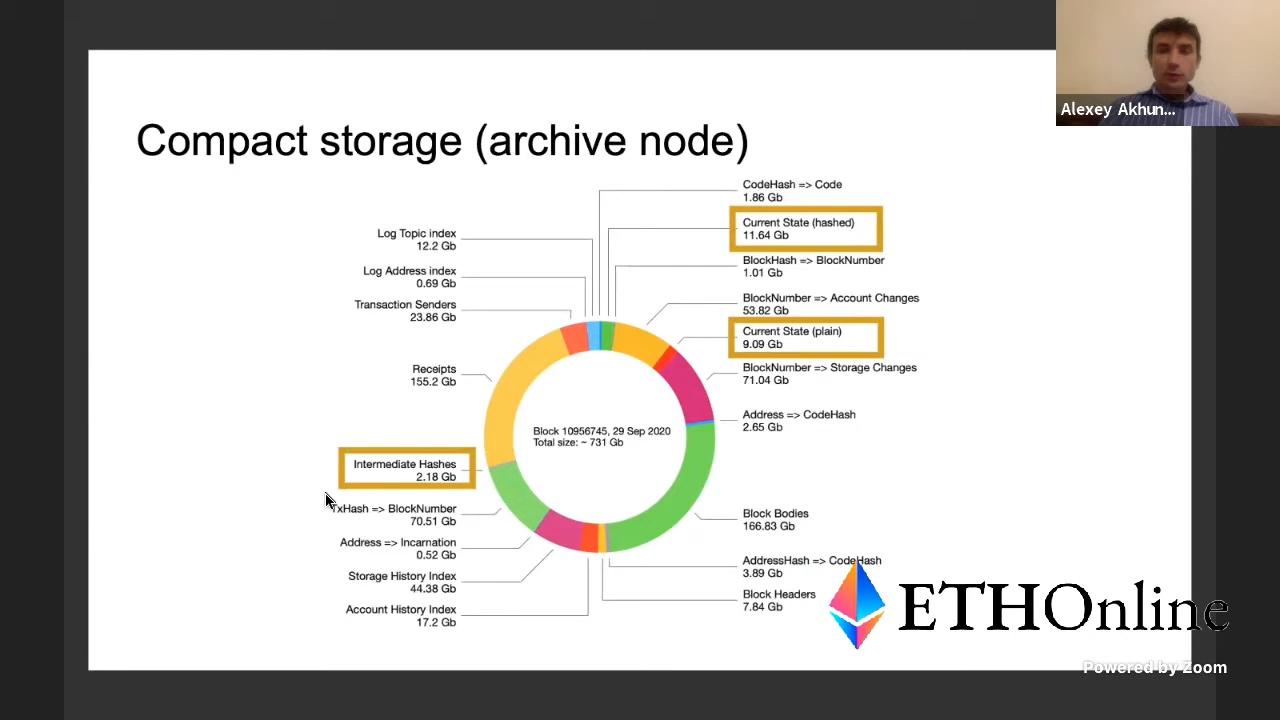 Alexey Akhun...
Compact storage (archive node)
CodeHash => Code
1.86 Gb
Current State (hashed)
11.64 Gb
BlockHash => BlockNumber
1.01 Gb
BlockNumber => Account Changes
53.82 Gb
Current State (plain)
9.09 Gb
BlockNumber => Storage Changes
71.04 Gb
Address => CodeHash
2.65 Gb
Block Bodies
166.83 Gb
AddressHash => CodeHash
3.89 Gb
Block Headers
7.84 Gb
Log Topic index
12.2 Gb
Log Address index
0.69 Gb
Transaction Senders
23.86 Gb
Receipts
155.2 Gb
Intermediate Hashes
2.18 Gb
TxHash => BlockNumber
70.51 Gb
Address => Incarnation
0.52 Gb
Storage History Index
44.38 Gb
Account History Index
17.2 Gb
Block 10956745, 29 Sep 2020
Total size: ~ 731 Gb
ETHOnline
Powered by Zoom